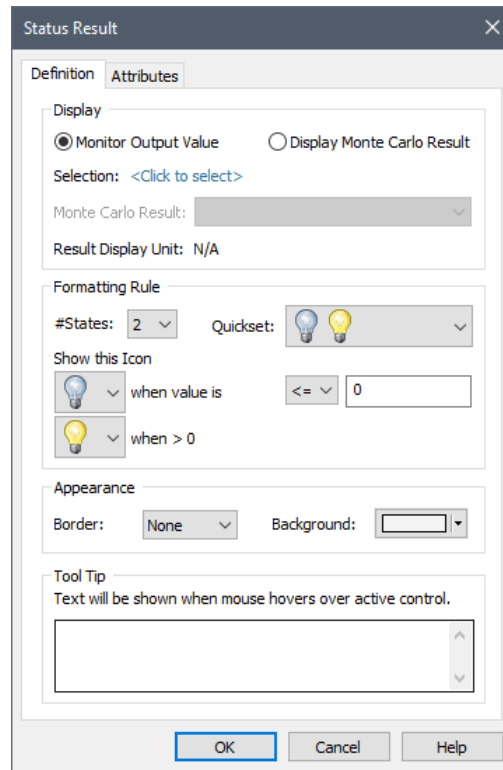 Status Result
Definition Attributes
Display
Monitor Output Value Display Monte Carlo Result
Selection: <Click to select>
Monte Carlo Result:
Result Display Unit: N/A
Formatting Rule
#States: 2 Quickset:
Show this Icon
when value is <= 0
when > 0
Appearance
Border: None Background:
Tool Tip
Text will be shown when mouse hovers over active control.
OK Cancel Help